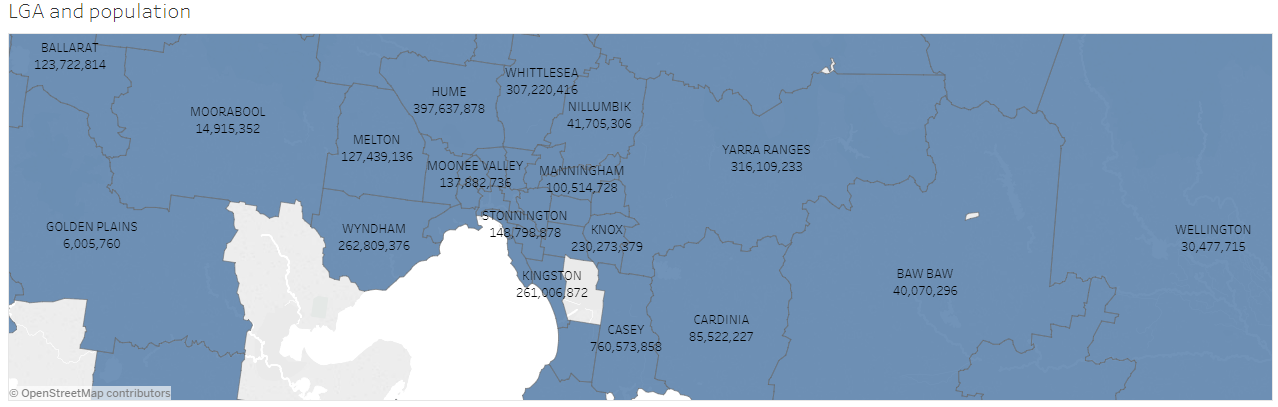 LGA and population
BALLARAT
123,722,814
WHITTLESEA
307,220,416
HUME
397,637,878
NILLUMBIK
41,705,306
MOORABOOL
14,915,352
MELTON
127,439,136
YARRA RANGES
316,109,233
MOONEE VALLEY
137,882,736
MANNINGHAM
100,514,728
STONNINGTON
148,798,878
GOLDEN PLAINS
6,005,760
WYNDHAM
262,809,376
KNOX
230,273,379
WELLINGTON
30,477,715
KINGSTON
261,006,872
BAW BAW
40,070,296
CASEY
760,573,858
CARDINIA
85,522,227
© OpenStreetMap contributors